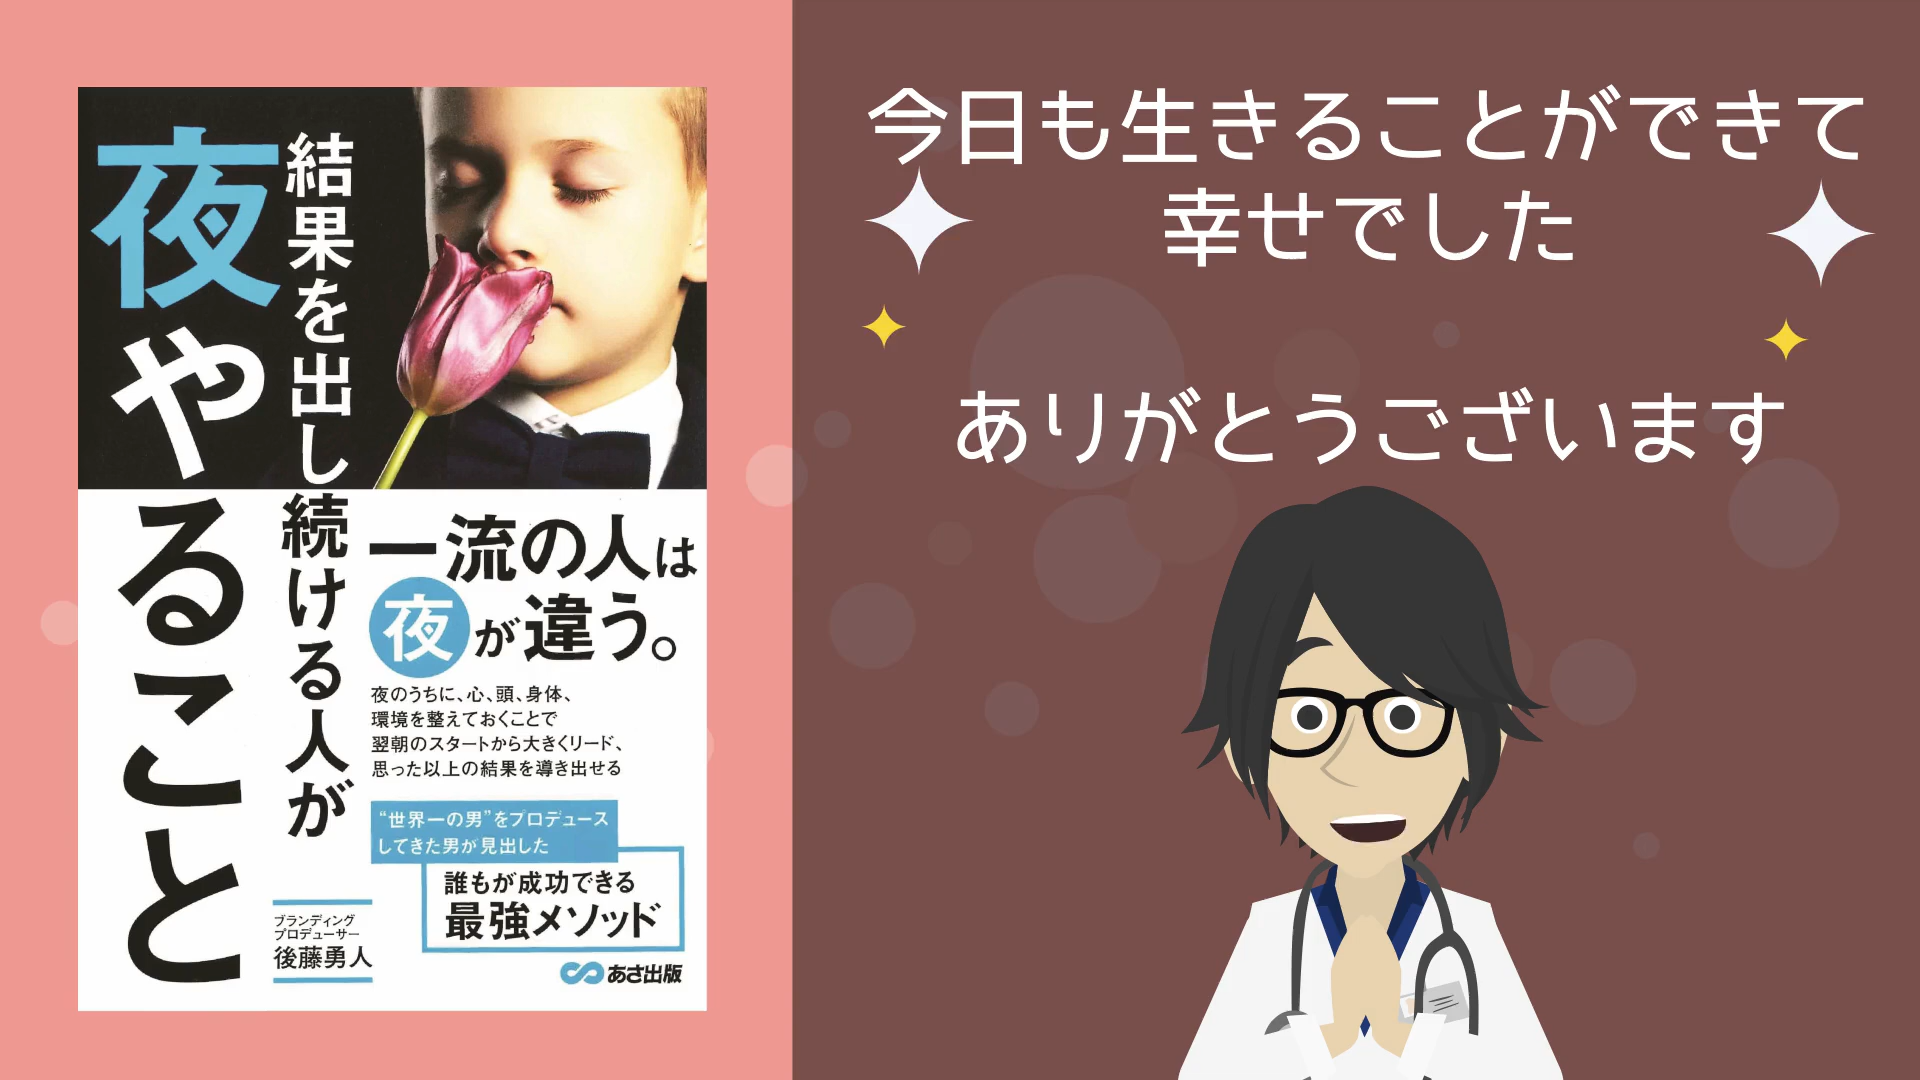 結果を出し続ける人が
夜やること
一流の人は
夜が違う。
夜のうちに、心、頭、身体、
環境を整えておくことで
翌朝のスタートから大きくリード、
思った以上の結果を導き出せる
“世界一の男”をプロデュース
してきた男が見出した
誰もが成功できる
最強メソッド
ブランディング
プロデューサー
後藤勇人
あさ出版
今日も生きることができて
幸せでした
ありがとうございます